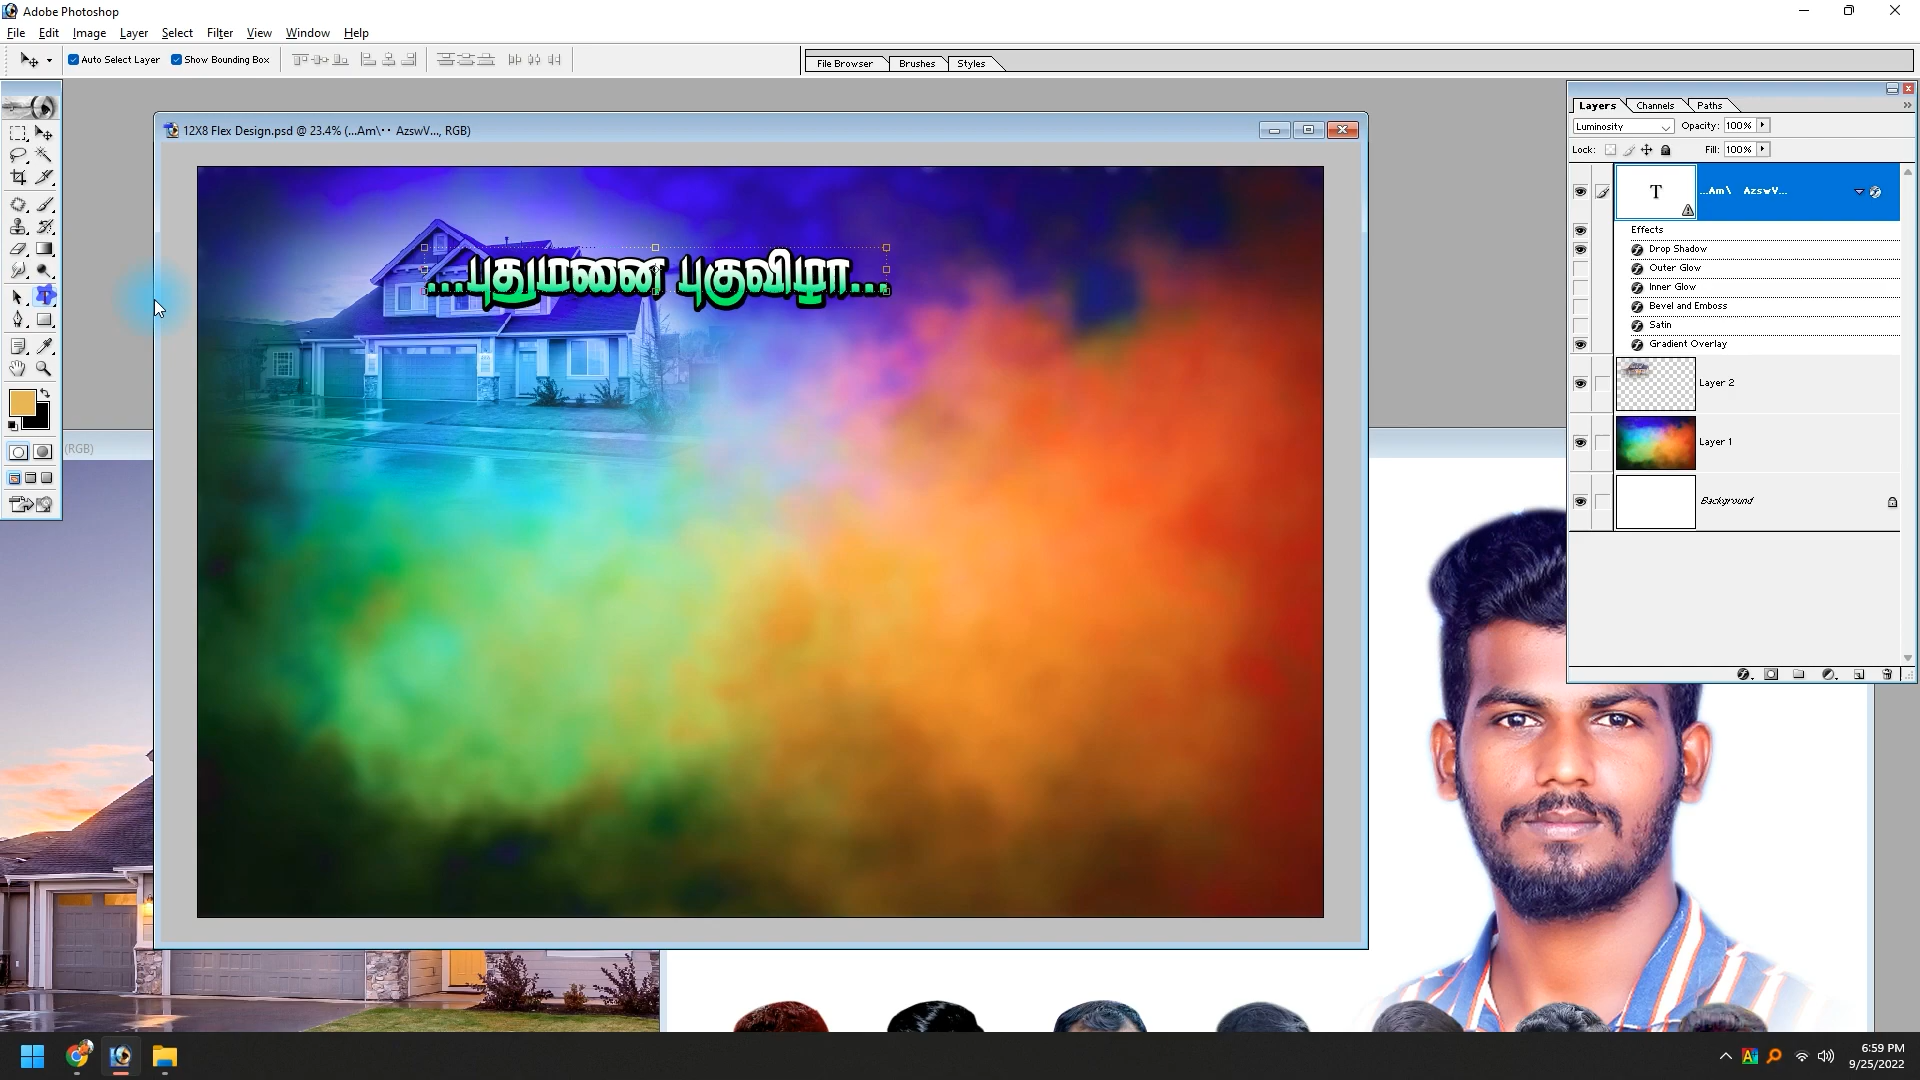 Adobe Photoshop
File Edit Image Layer Select Filter View Window Help
Auto Select Layer Show Bounding Box
File Browser Brushes Styles
12X8 Flex Design.psd @ 23.4% (...Am\·· AzswV..., RGB)
...புதுமனை புகுவிழா...
(RGB)
Layers Channels Paths
Luminosity Opacity: 100%
Lock: Fill: 100%
T ...Am\ AzswV...
Effects
Drop Shadow
Outer Glow
Inner Glow
Bevel and Emboss
Satin
Gradient Overlay
Layer 2
Layer 1
Background
6:59 PM
9/25/2022